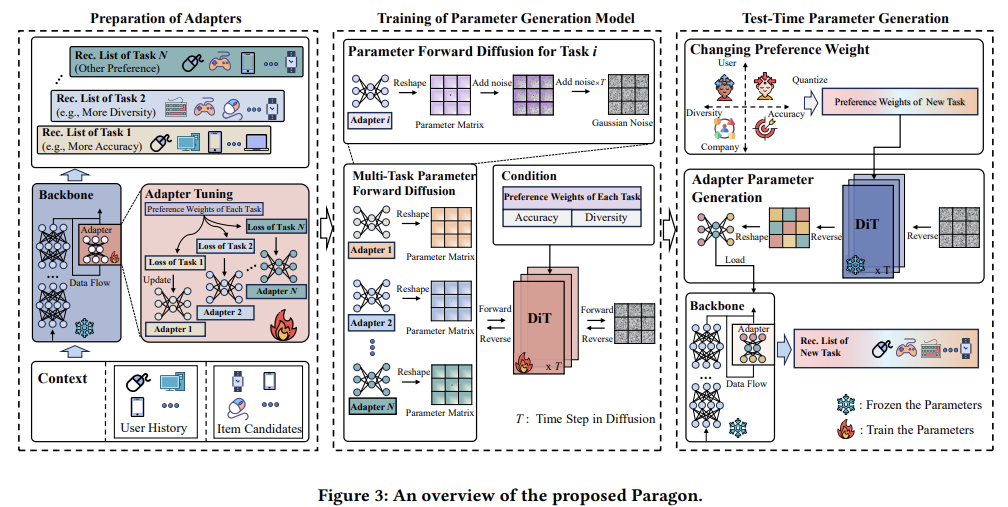 Preparation of Adapters
Rec. List of Task N
(Other Preference)
Rec. List of Task 2
(e.g., More Diversity)
Rec. List of Task 1
(e.g., More Accuracy)
Backbone
Adapter
Data Flow
Adapter Tuning
Preference Weights of Each Task
Loss of Task N
Loss of Task 2
Loss of Task 1
Update
Adapter N
Adapter 2
Adapter 1
Context
User History
Item Candidates
Training of Parameter Generation Model
Parameter Forward Diffusion for Task i
Reshape
Add noise
Add noise×T
Adapter i
Parameter Matrix
Gaussian Noise
Multi-Task Parameter
Forward Diffusion
Reshape
Adapter 1
Parameter Matrix
Reshape
Adapter 2
Parameter Matrix
Reshape
Adapter N
Parameter Matrix
Condition
Preference Weights of Each Task
Accuracy
Diversity
Forward
Reverse
DiT
x T
Forward
Reverse
T : Time Step in Diffusion
Test-Time Parameter Generation
Changing Preference Weight
User
Diversity
Accuracy
Company
Quantize
Preference Weights of New Task
Adapter Parameter
Generation
Reshape
Reverse
DiT
x T
Reverse
Load
Backbone
Adapter
Data Flow
Rec. List of
New Task
: Frozen the Parameters
: Train the Parameters
Figure 3: An overview of the proposed Paragon.